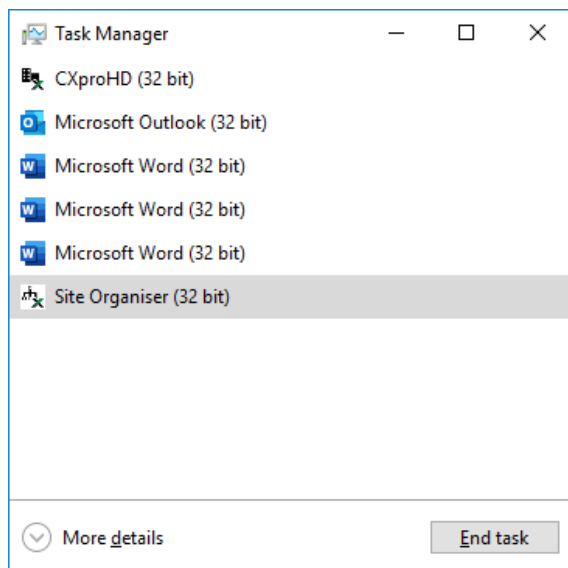 Task Manager
CXproHD (32 bit)
Microsoft Outlook (32 bit)
Microsoft Word (32 bit)
Microsoft Word (32 bit)
Microsoft Word (32 bit)
Site Organiser (32 bit)
More details
End task